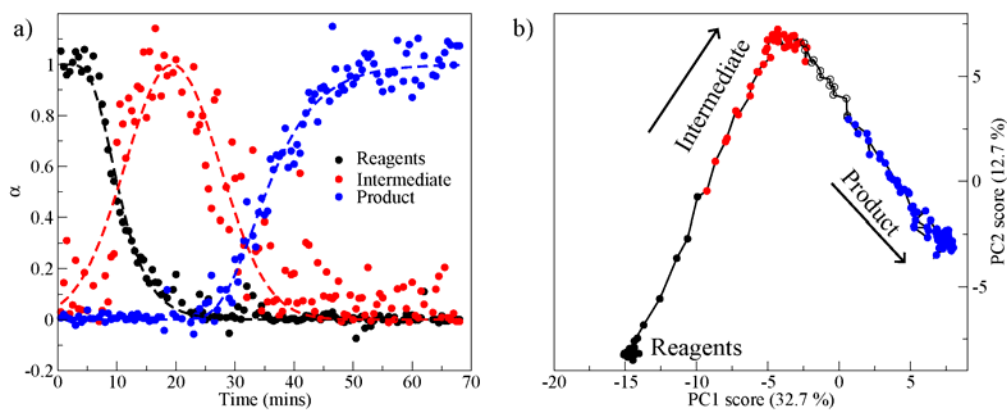 a)
1
0.8
0.6
0.4
0.2
0
-0.2
α
0
10
20
30
40
50
60
70
Time (mins)
Reagents
Intermediate
Product
b)
Intermediate
Product
Reagents
5
0
5
PC2 score (12.7 %)
-20
-15
-10
-5
0
5
PC1 score (32.7 %)